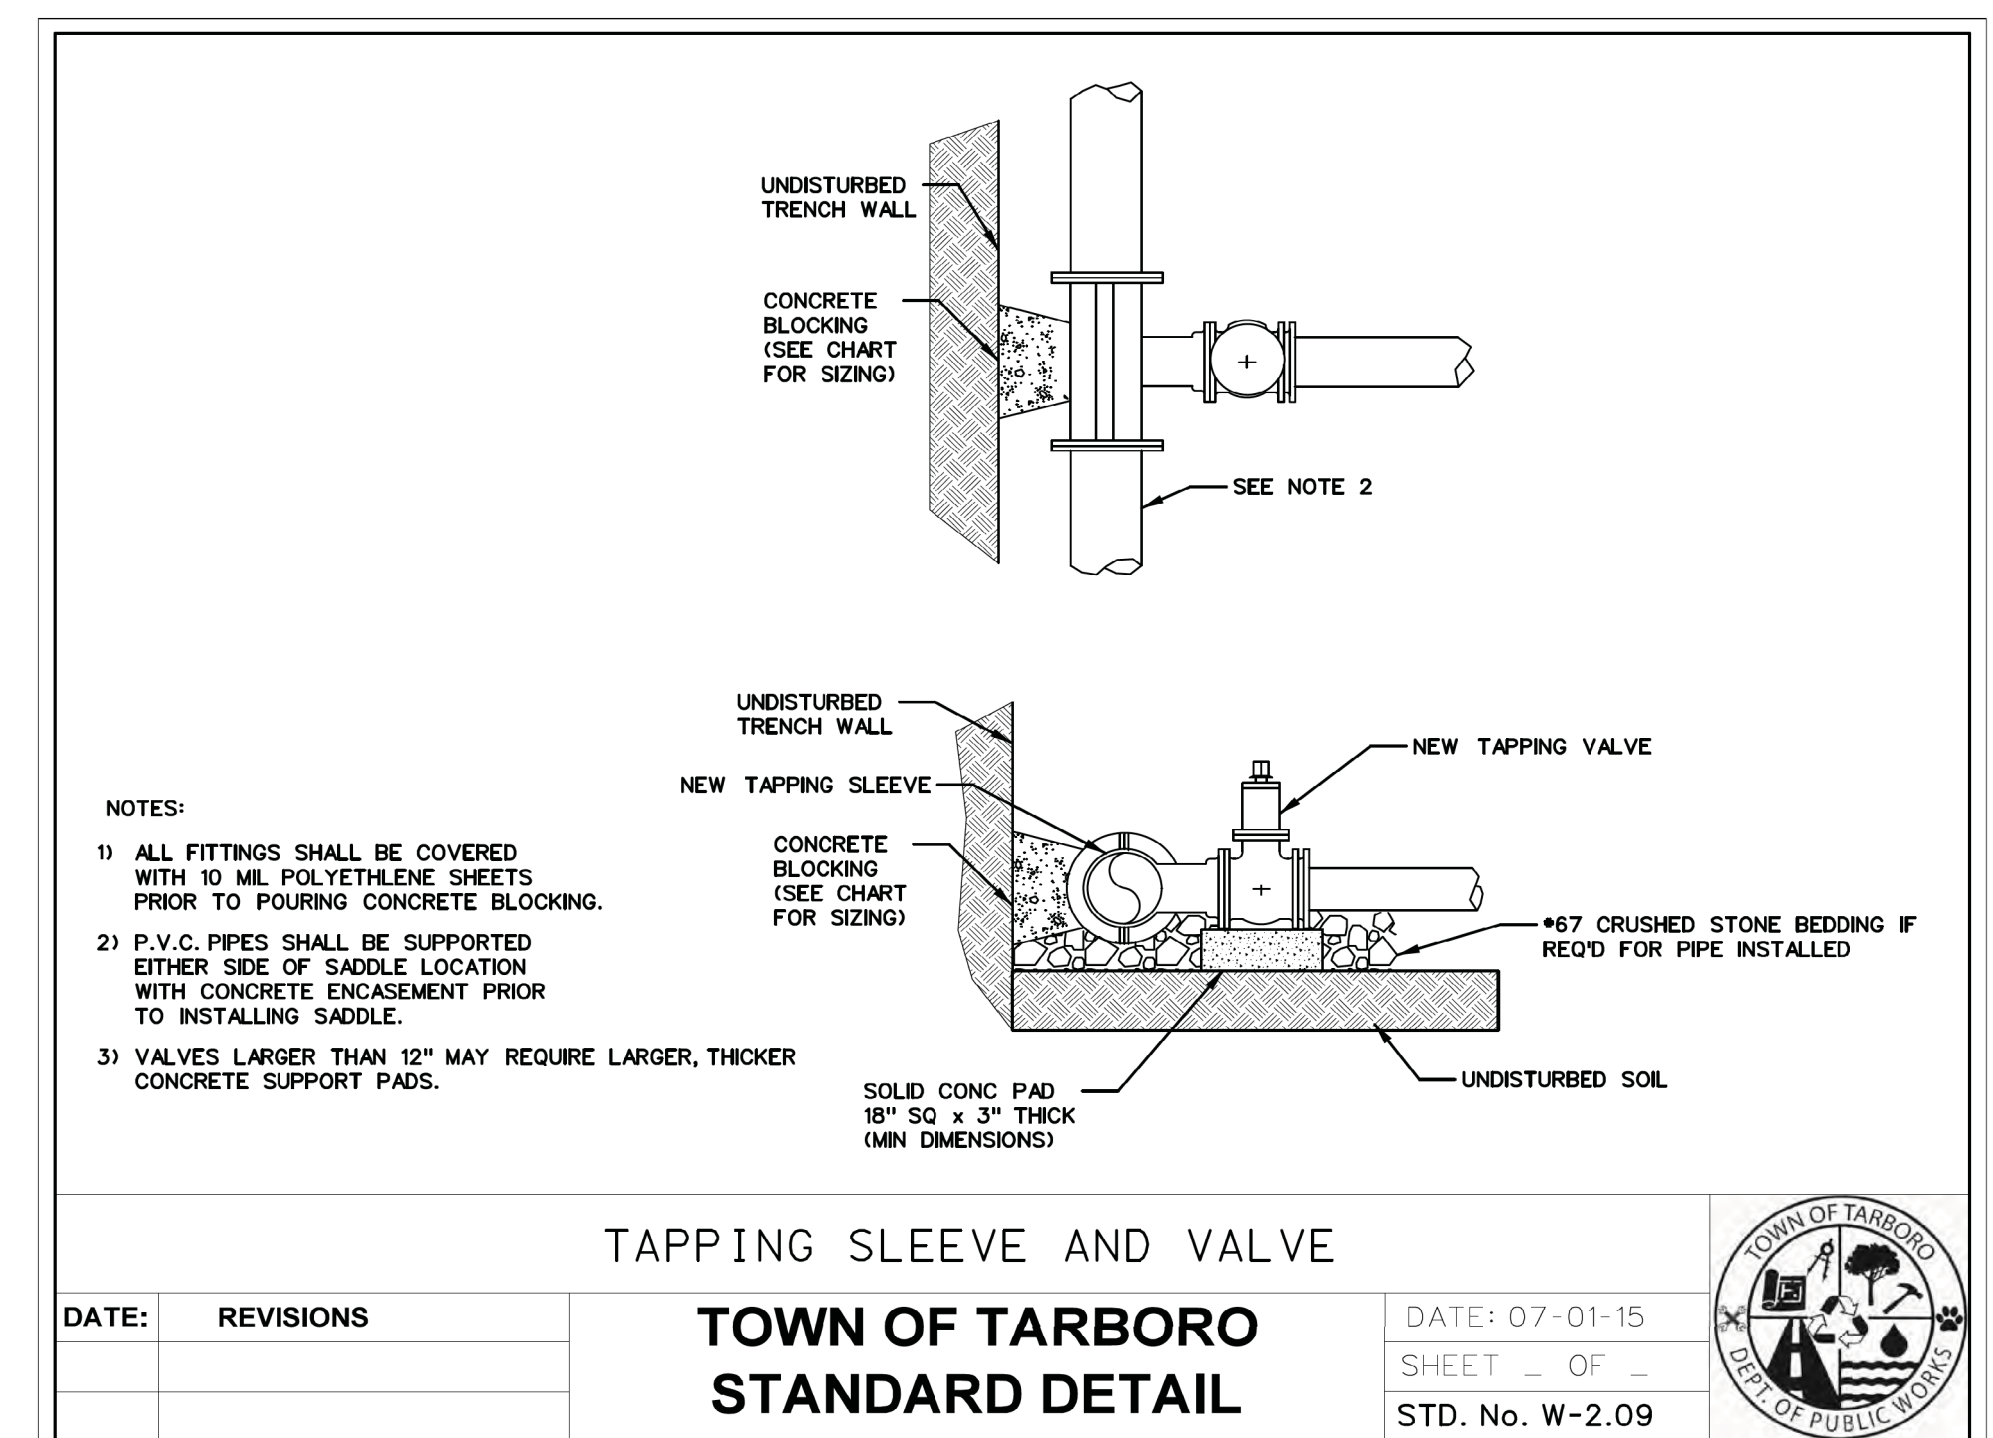 UNDISTURBED
TRENCH WALL
CONCRETE
BLOCKING
(SEE CHART
FOR SIZING)
SEE NOTE 2
UNDISTURBED
TRENCH WALL
NEW TAPPING SLEEVE
CONCRETE
BLOCKING
(SEE CHART
FOR SIZING)
NEW TAPPING VALVE
#67 CRUSHED STONE BEDDING IF
REQ'D FOR PIPE INSTALLED
UNDISTURBED SOIL
SOLID CONC PAD
18" SQ x 3" THICK
(MIN DIMENSIONS)
NOTES:
1) ALL FITTINGS SHALL BE COVERED
WITH 10 MIL POLYETHLENE SHEETS
PRIOR TO POURING CONCRETE BLOCKING.
2) P.V.C. PIPES SHALL BE SUPPORTED
EITHER SIDE OF SADDLE LOCATION
WITH CONCRETE ENCASEMENT PRIOR
TO INSTALLING SADDLE.
3) VALVES LARGER THAN 12" MAY REQUIRE LARGER, THICKER
CONCRETE SUPPORT PADS.
TAPPING SLEEVE AND VALVE
DATE: REVISIONS
TOWN OF TARBORO
STANDARD DETAIL
DATE: 07-01-15
SHEET _ OF _
STD. No. W-2.09
TOWN OF TARBORO
DEPT. OF PUBLIC WORKS